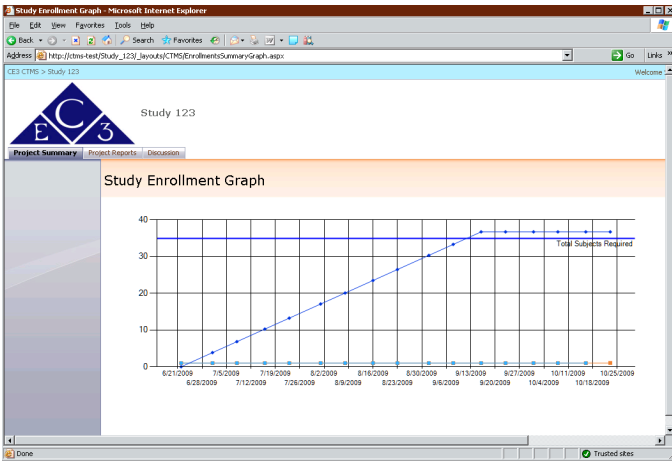 Study Enrollment Graph - Microsoft Internet Explorer
File Edit View Favorites Tools Help
Back Search Favorites
Address http://ctms-test/Study_123/_layouts/CTMS/EnrollmentsSummaryGraph.aspx Go Links »
CE3 CTMS > Study 123 Welcome
E C 3
Study 123
Project Summary Project Reports Discussion
Study Enrollment Graph
40
Total Subjects Required
30
20
10
0
6/21/2009 7/5/2009 7/19/2009 8/2/2009 8/16/2009 8/30/2009 9/13/2009 9/27/2009 10/11/2009 10/25/2009
6/28/2009 7/12/2009 7/26/2009 8/9/2009 8/23/2009 9/6/2009 9/20/2009 10/4/2009 10/18/2009
Done Trusted sites